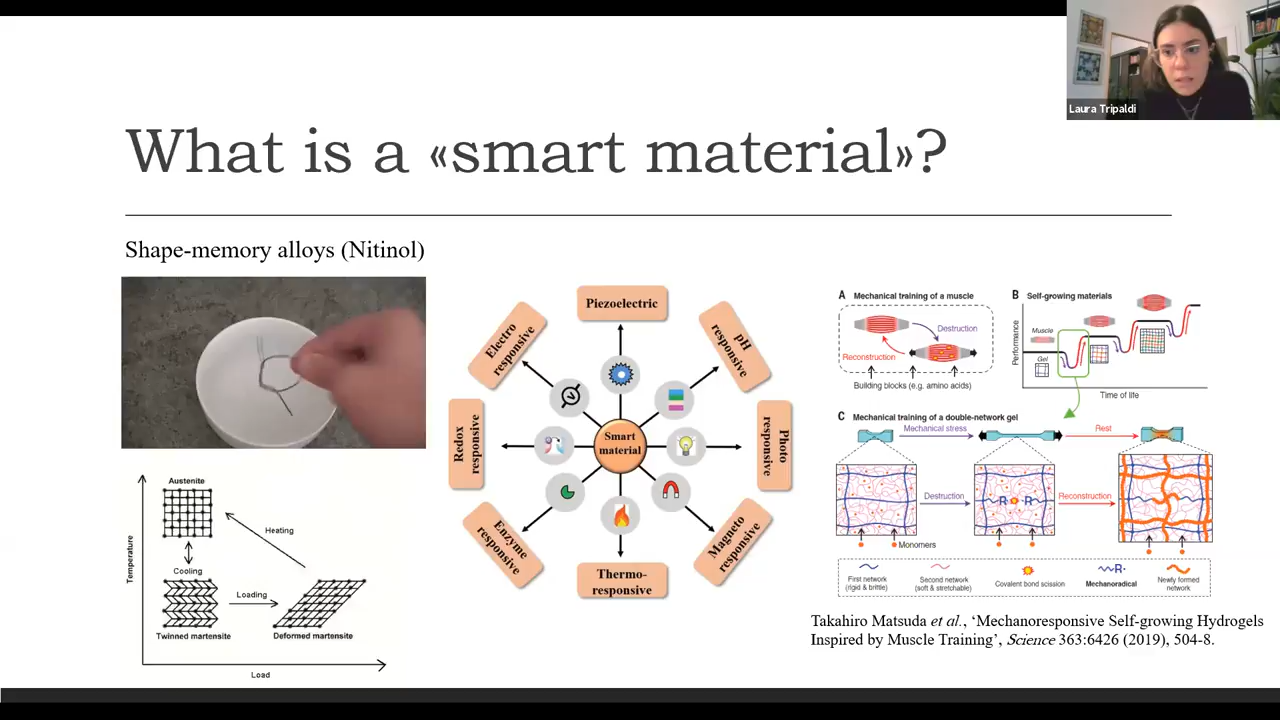 Laura Tripaldi
What is a «smart material»?
Shape-memory alloys (Nitinol)
Austenite
Heating
Cooling
Loading
Twinned martensite
Deformed martensite
Temperature
Load
Piezoelectric
pH
responsive
Photo
responsive
Magneto
responsive
Thermo-
responsive
Enzyme
responsive
Redox
responsive
Electro
responsive
Smart
material
A Mechanical training of a muscle
Destruction
Reconstruction
Building blocks (e.g. amino acids)
B Self-growing materials
Performance
Muscle
Gel
Time of life
C Mechanical training of a double-network gel
Mechanical stress
Rest
Destruction
R
R
Reconstruction
Monomers
R·
First network
(rigid & brittle)
Second network
(soft & stretchable)
Covalent bond scission
Mechanoradical
Newly formed
network
Takahiro Matsuda et al., ‘Mechanoresponsive Self-growing Hydrogels
Inspired by Muscle Training’, Science 363:6426 (2019), 504-8.